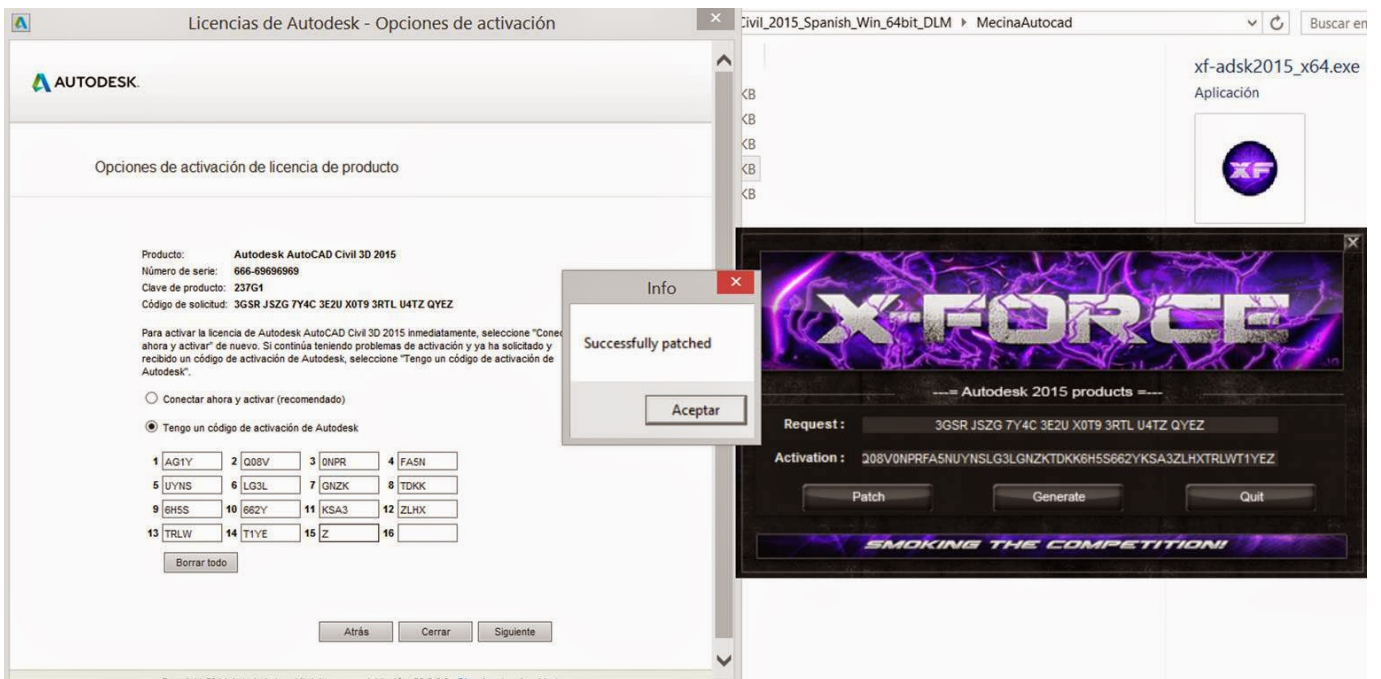 Licencias de Autodesk - Opciones de activación
AUTODESK.
Opciones de activación de licencia de producto
Producto: Autodesk AutoCAD Civil 3D 2015
Número de serie: 666-69696969
Clave de producto: 237G1
Código de solicitud: 3GSR JSZG 7Y4C 3E2U X0T9 3RTL U4TZ QYEZ
Para activar la licencia de Autodesk AutoCAD Civil 3D 2015 inmediatamente, seleccione "Conec
ahora y activar" de nuevo. Si continúa teniendo problemas de activación y ya ha solicitado y
recibido un código de activación de Autodesk, seleccione "Tengo un código de activación de
Autodesk".
Conectar ahora y activar (recomendado)
Tengo un código de activación de Autodesk
1 AG1Y 2 Q08V 3 0NPR 4 FA5N
5 UYNS 6 LG3L 7 GNZK 8 TDKK
9 6H5S 10 662Y 11 KSA3 12 ZLHX
13 TRLW 14 T1YE 15 Z 16
Borrar todo
Atrás Cerrar Siguiente
Info
Successfully patched
Aceptar
Civil_2015_Spanish_Win_64bit_DLM MecinaAutocad
Buscar en
KB
KB
KB
KB
KB
xf-adsk2015_x64.exe
Aplicación
XF
X-FORCE
---= Autodesk 2015 products =---
Request : 3GSR JSZG 7Y4C 3E2U X0T9 3RTL U4TZ QYEZ
Activation : Q08V0NPRFA5NUYNSLG3LGNZKTDKK6H5S662YKSA3ZLHXTRLWT1YEZ
Patch Generate Quit
SMOKING THE COMPETITION!